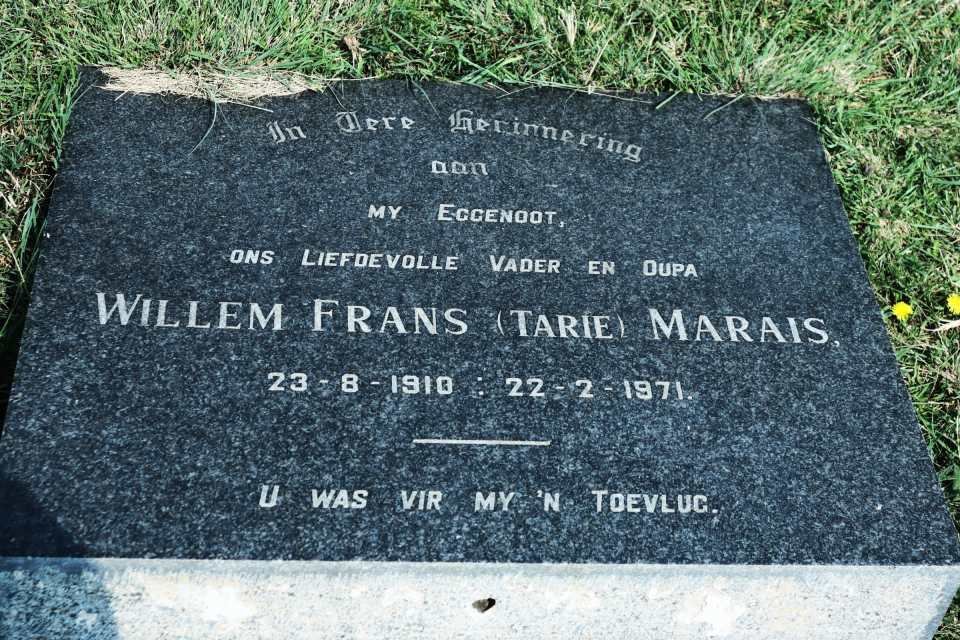 In Tere Herinnering
aan
MY EGGENOOT,
ONS LIEFDEVOLLE VADER EN OUPA
WILLEM FRANS (TARIE) MARAIS,
23-8-1910 : 22-2-1971.
U WAS VIR MY 'N TOEVLUG.